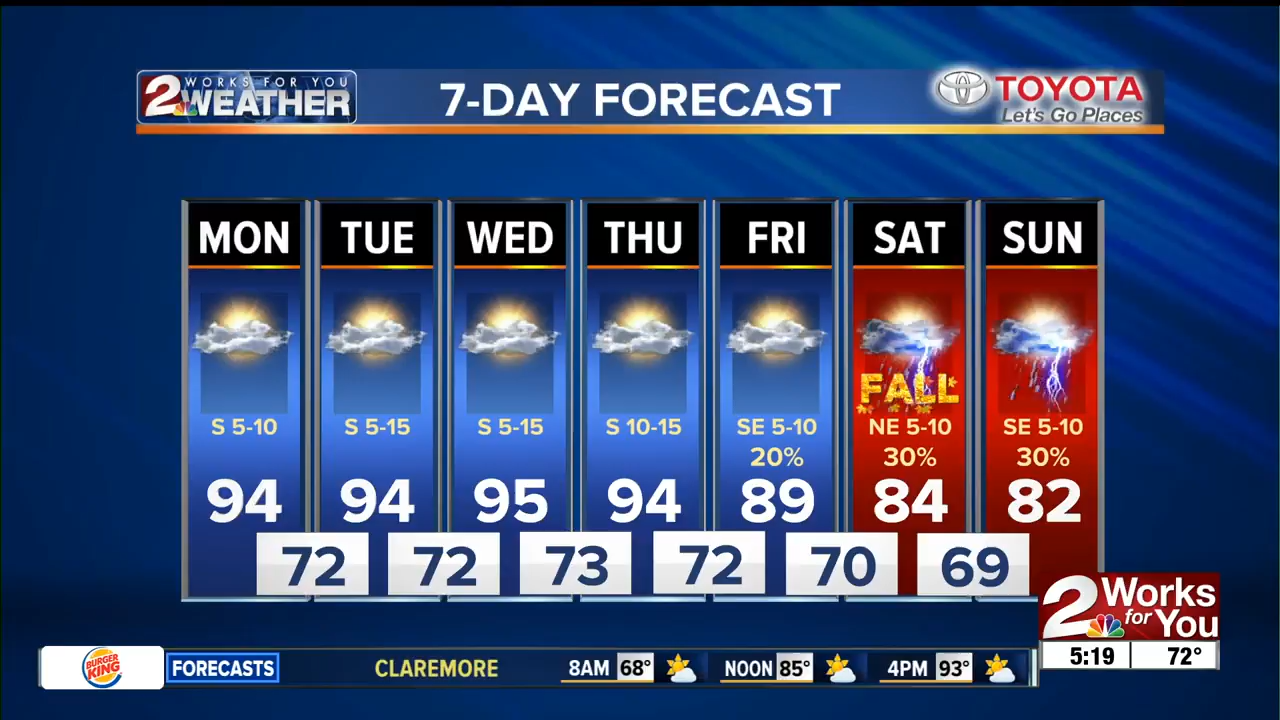 2 WORKS FOR YOU
WEATHER
7-DAY FORECAST
TOYOTA
Let's Go Places
MON TUE WED THU FRI SAT SUN
FALL
S 5-10 S 5-15 S 5-15 S 10-15 SE 5-10 NE 5-10 SE 5-10
20% 30% 30%
94 94 95 94 89 84 82
72 72 73 72 70 69
2 Works
for You
5:19 72°
BURGER
KING
FORECASTS CLAREMORE 8AM 68° NOON 85° 4PM 93°